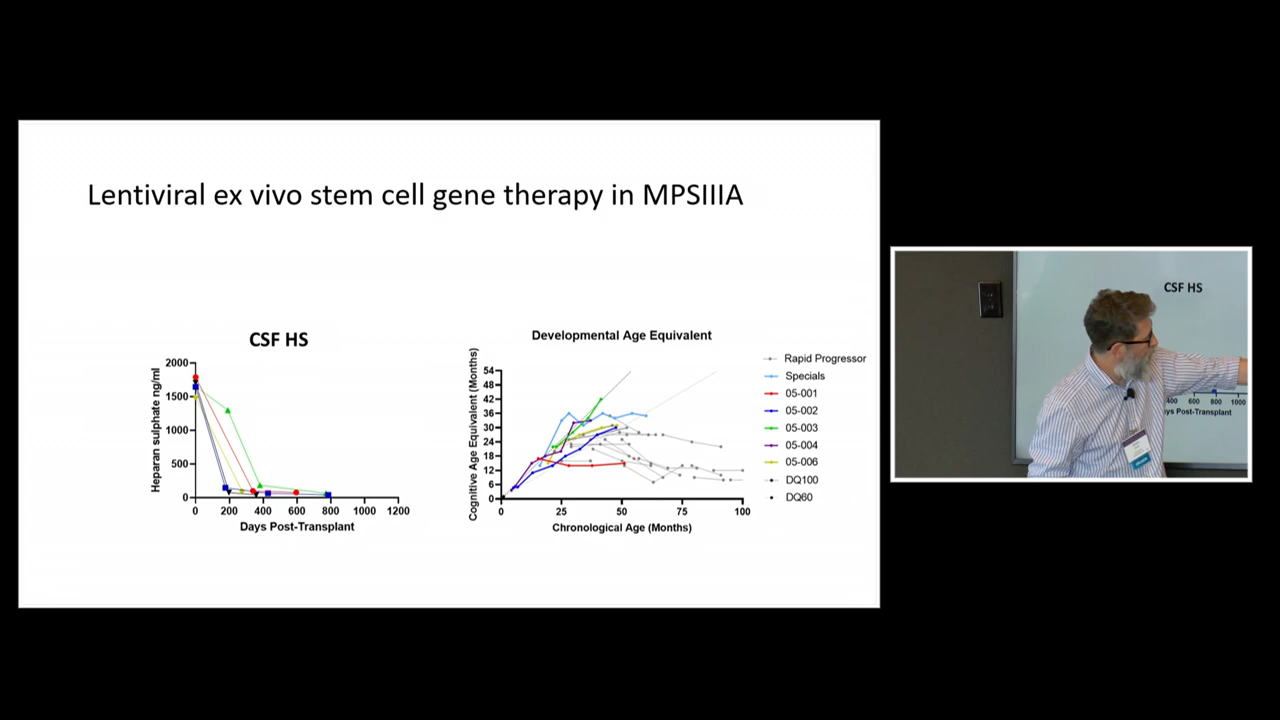 Lentiviral ex vivo stem cell gene therapy in MPSIIIA
CSF HS
Heparan sulphate ng/ml
2000
1500
1000
500
0
0 200 400 600 800 1000 1200
Days Post-Transplant
Developmental Age Equivalent
Cognitive Age Equivalent (Months)
54
48
42
36
30
24
18
12
6
0
0 25 50 75 100
Chronological Age (Months)
Rapid Progressor
Specials
05-001
05-002
05-003
05-004
05-006
DQ100
DQ60
CSF HS
400 600 800 1000
ys Post-Transplant